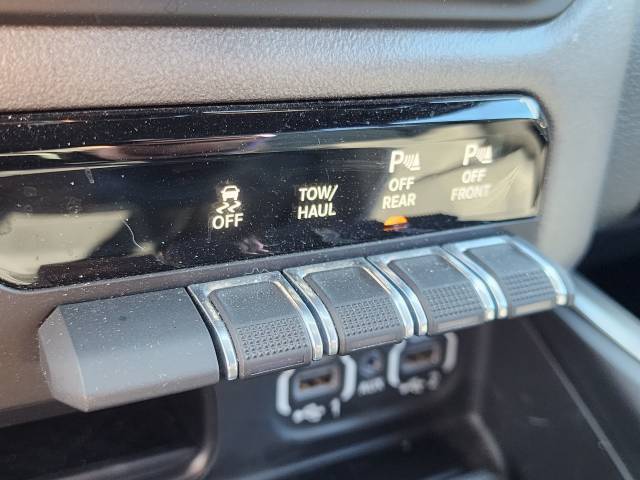 OFF
TOW/
HAUL
P
OFF
REAR
P
OFF
FRONT
1
AUX
2